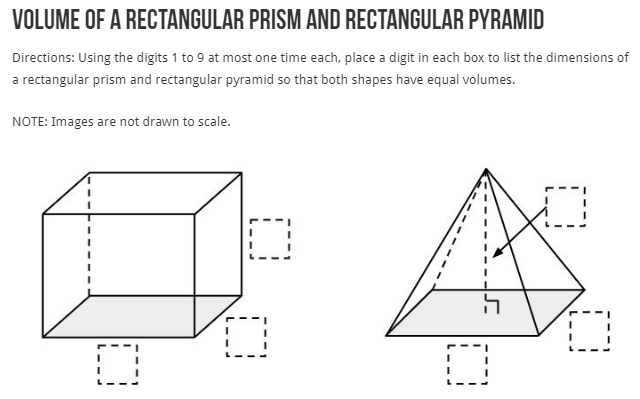 VOLUME OF A RECTANGULAR PRISM AND RECTANGULAR PYRAMID
Directions: Using the digits 1 to 9 at most one time each, place a digit in each box to list the dimensions of
a rectangular prism and rectangular pyramid so that both shapes have equal volumes.
NOTE: Images are not drawn to scale.